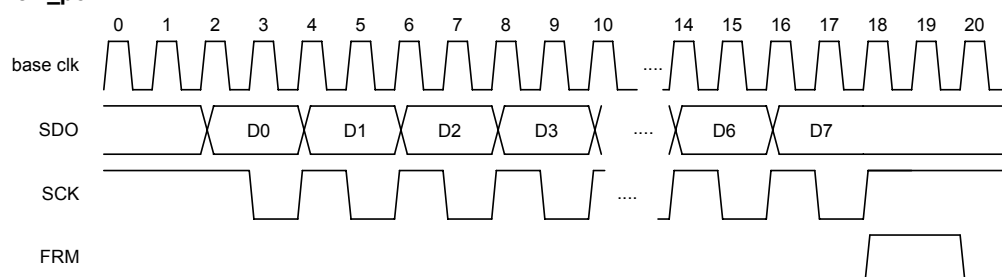 0 1 2 3 4 5 6 7 8 9 10 14 15 16 17 18 19 20
base clk ....
SDO D0 D1 D2 D3 .... D6 D7
SCK ....
FRM